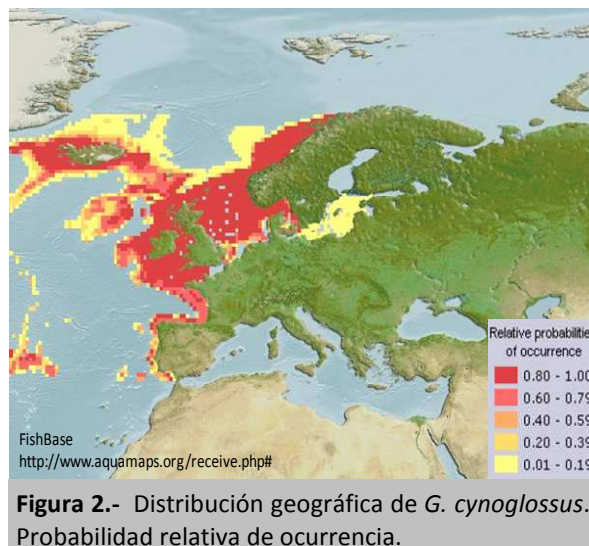 Relative probabilitie
of occurrence
0.80 - 1.00
0.60 - 0.79
0.40 - 0.59
0.20 - 0.39
0.01 - 0.19
FishBase
http://www.aquamaps.org/receive.php#
Figura 2.- Distribución geográfica de G. cynoglossus.
Probabilidad relativa de ocurrencia.